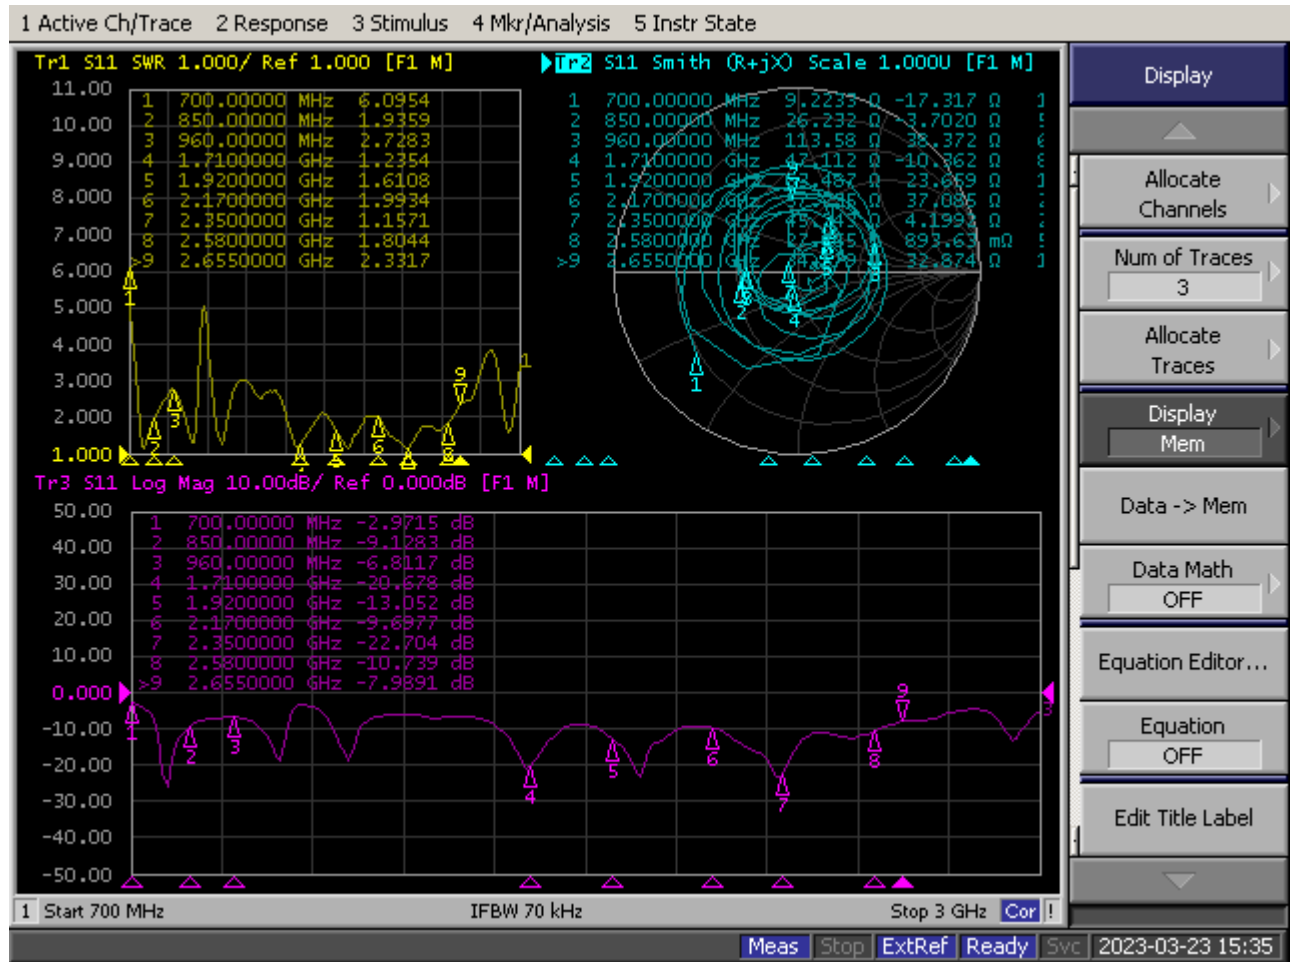 1 Active Ch/Trace 2 Response 3 Stimulus 4 Mkr/Analysis 5 Instr State
Tr1 S11 SWR 1.000/ Ref 1.000 [F1 M]
11.00
10.00
9.000
8.000
7.000
6.000
5.000
4.000
3.000
2.000
1.000
1 700.00000 MHz 6.0954
2 850.00000 MHz 1.9359
3 960.00000 MHz 2.7283
4 1.7100000 GHz 1.2354
5 1.9200000 GHz 1.6108
6 2.1700000 GHz 1.9934
7 2.3500000 GHz 1.1571
8 2.5800000 GHz 1.8044
>9 2.6550000 GHz 2.3317
Tr2 S11 Smith (R+jX) Scale 1.000U [F1 M]
1 700.00000 MHz 9.2233 Ω -17.317 Ω
2 850.00000 MHz 26.232 Ω -3.7020 Ω
3 960.00000 MHz 113.58 Ω 38.372 Ω
4 1.7100000 GHz 47.112 Ω -10.362 Ω
5 1.9200000 GHz Ω 23.659 Ω
6 2.1700000 GHz Ω 37.085 Ω
7 2.3500000 GHz Ω 4.1993 Ω
8 2.5800000 GHz Ω 893.63 mΩ
>9 2.6550000 GHz Ω 32.874 Ω
Tr3 S11 Log Mag 10.00dB/ Ref 0.000dB [F1 M]
50.00
40.00
30.00
20.00
10.00
0.000
-10.00
-20.00
-30.00
-40.00
-50.00
1 700.00000 MHz -2.9715 dB
2 850.00000 MHz -9.1283 dB
3 960.00000 MHz -6.8117 dB
4 1.7100000 GHz -20.678 dB
5 1.9200000 GHz -13.052 dB
6 2.1700000 GHz -9.6977 dB
7 2.3500000 GHz -22.704 dB
8 2.5800000 GHz -10.739 dB
>9 2.6550000 GHz -7.9891 dB
1 Start 700 MHz IFBW 70 kHz Stop 3 GHz Cor !
Meas Stop ExtRef Ready Svc 2023-03-23 15:35
Display
Allocate
Channels
Num of Traces
3
Allocate
Traces
Display
Mem
Data -> Mem
Data Math
OFF
Equation Editor...
Equation
OFF
Edit Title Label